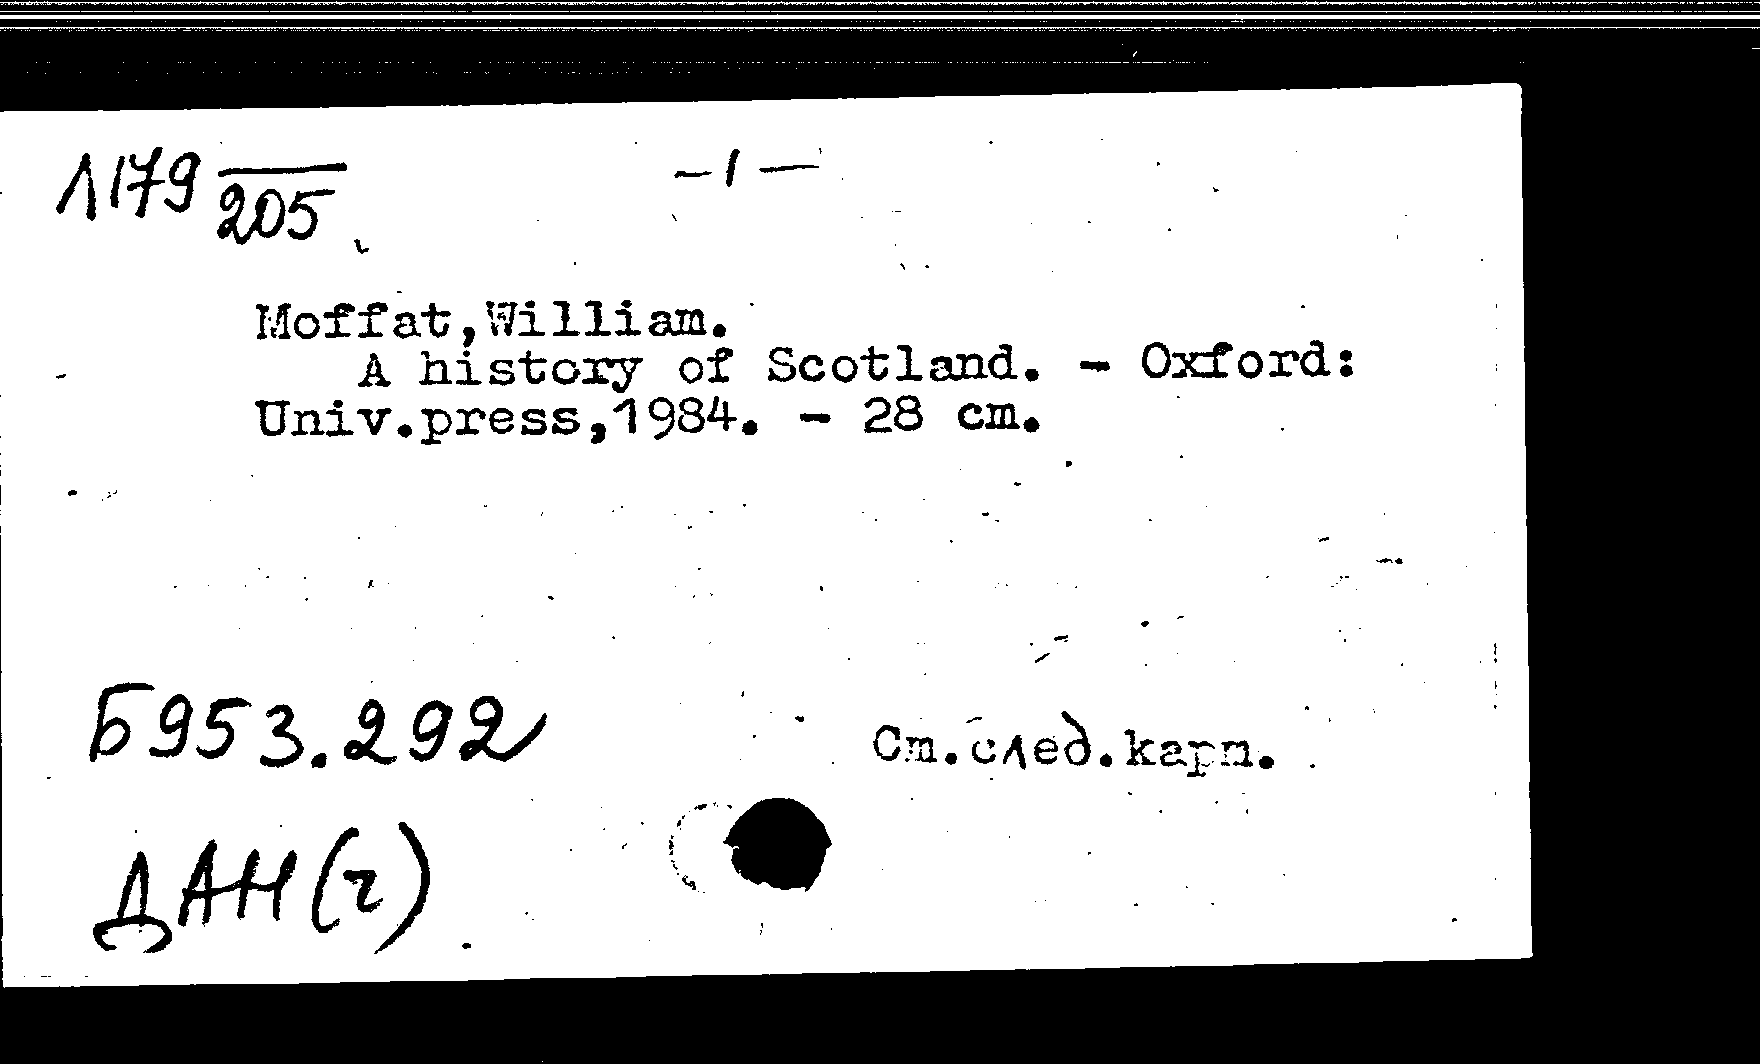 Л179 205
— 1 —
Moffat,William.
A history of Scotland. - Oxford:
Univ.press,1984. - 28 cm.
Б953.292
См.след.карт.
ДАН(г)